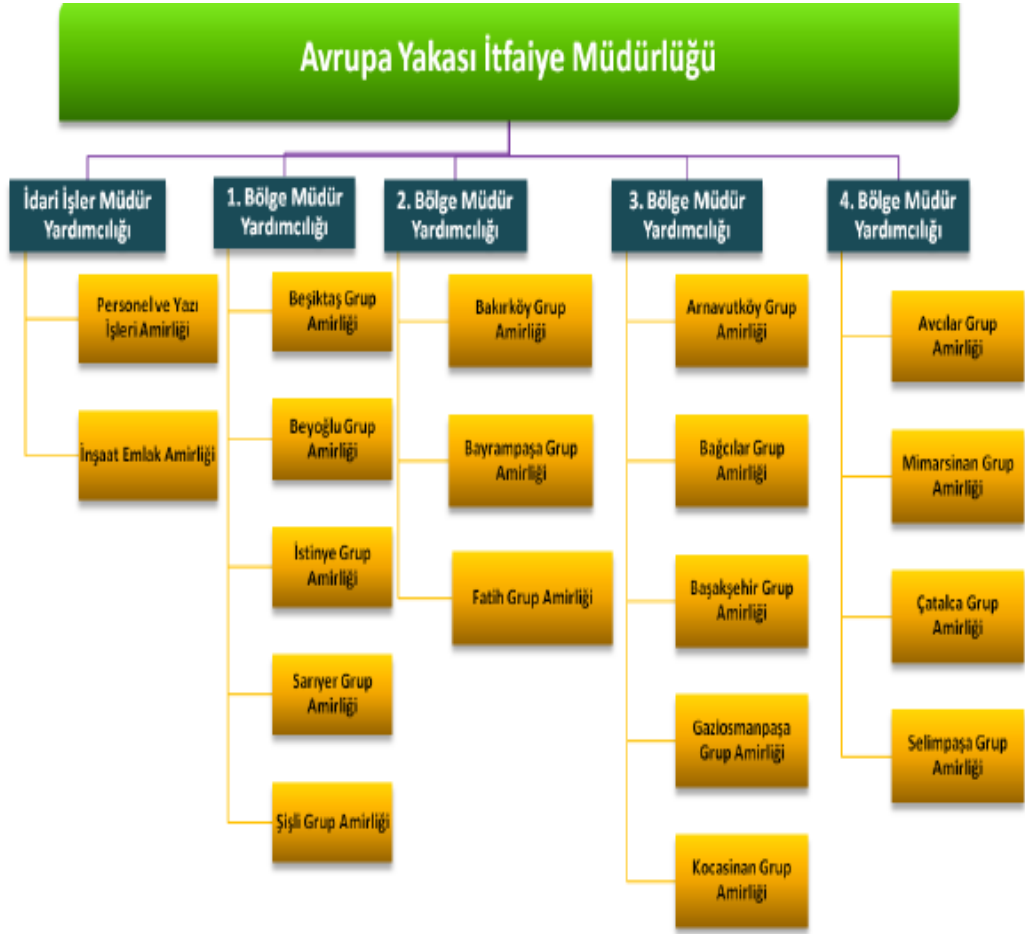 Avrupa Yakası İtfaiye Müdürlüğü
İdari İşler Müdür
Yardımcılığı
Personel ve Yazı
İşleri Amirliği
İnşaat Emlak Amirliği
1. Bölge Müdür
Yardımcılığı
Beşiktaş Grup
Amirliği
Beyoğlu Grup
Amirliği
İstinye Grup
Amirliği
Sarıyer Grup
Amirliği
Şişli Grup Amirliği
2. Bölge Müdür
Yardımcılığı
Bakırköy Grup
Amirliği
Bayrampaşa Grup
Amirliği
Fatih Grup Amirliği
3. Bölge Müdür
Yardımcılığı
Arnavutköy Grup
Amirliği
Bağcılar Grup
Amirliği
Başakşehir Grup
Amirliği
Gaziosmanpaşa
Grup Amirliği
Kocasinan Grup
Amirliği
4. Bölge Müdür
Yardımcılığı
Avcılar Grup
Amirliği
Mimarsinan Grup
Amirliği
Çatalca Grup
Amirliği
Selimpaşa Grup
Amirliği